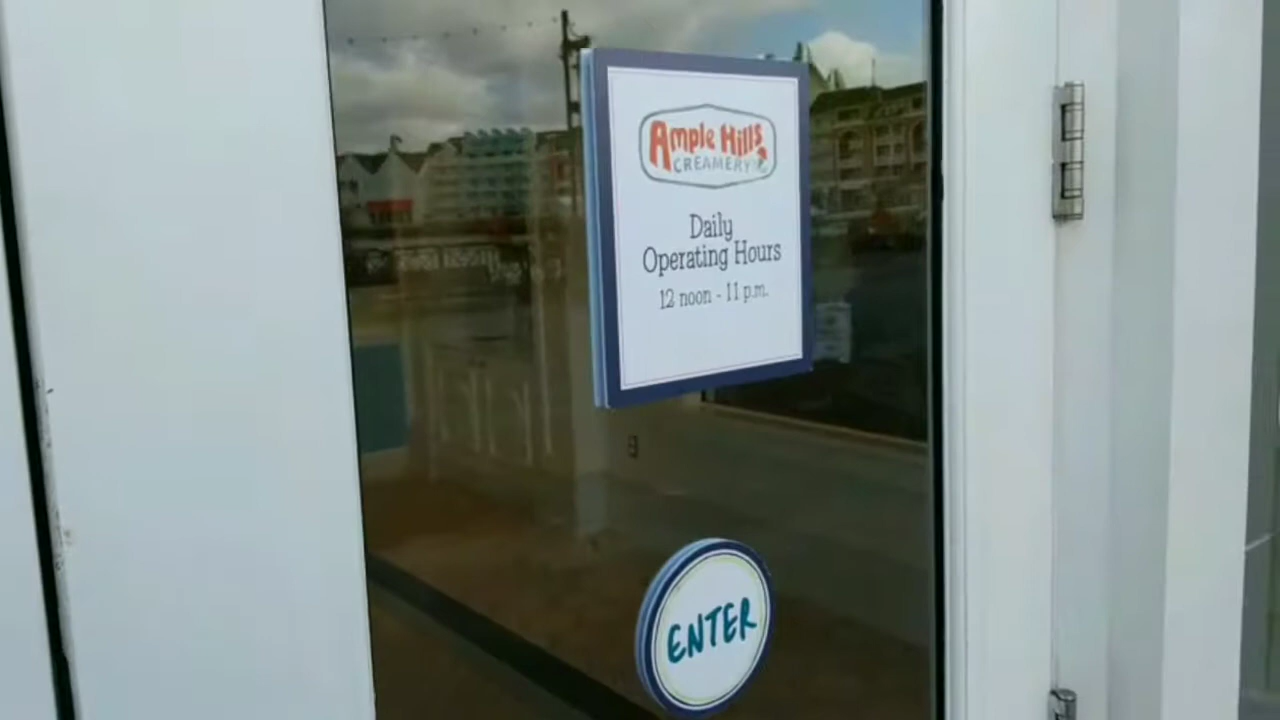 Ample Hills
CREAMERY
Daily
Operating Hours
12 noon - 11 p.m.
ENTER